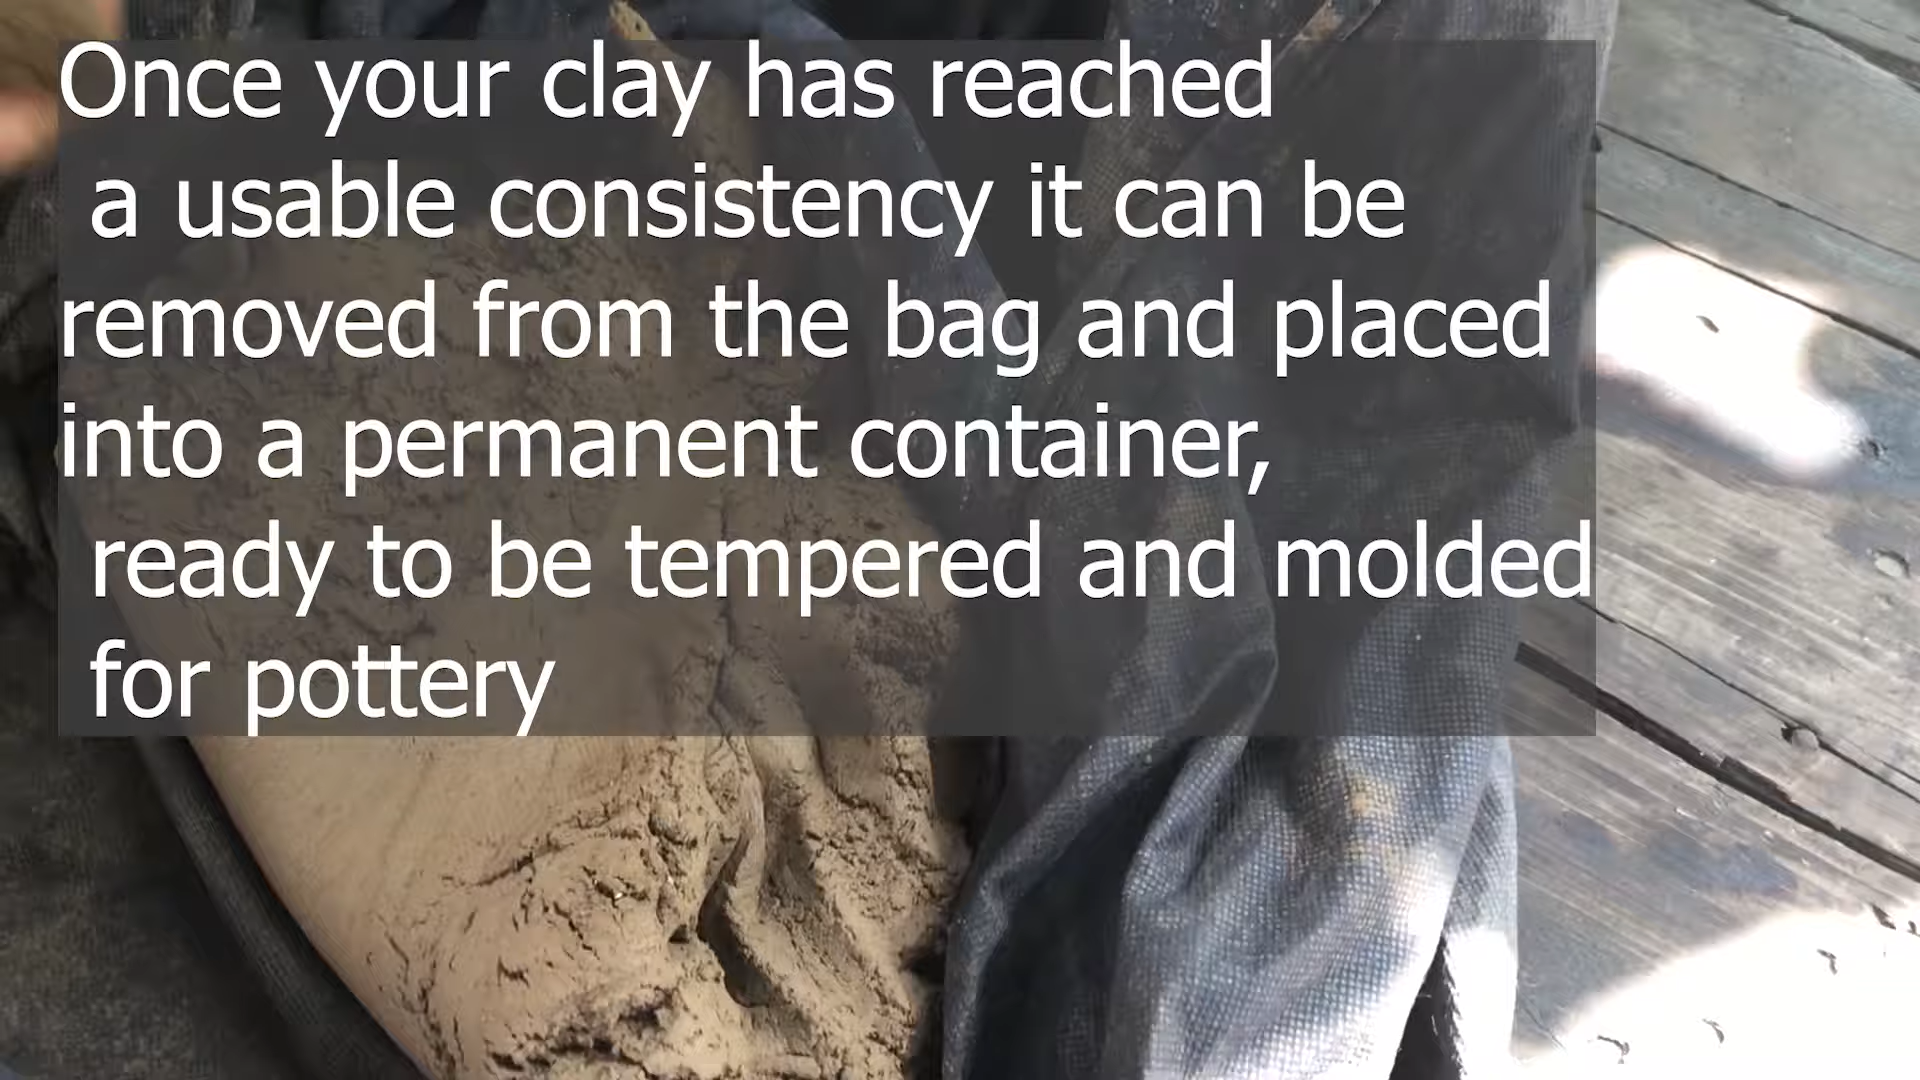 Once your clay has reached
a usable consistency it can be
removed from the bag and placed
into a permanent container,
ready to be tempered and molded
for pottery